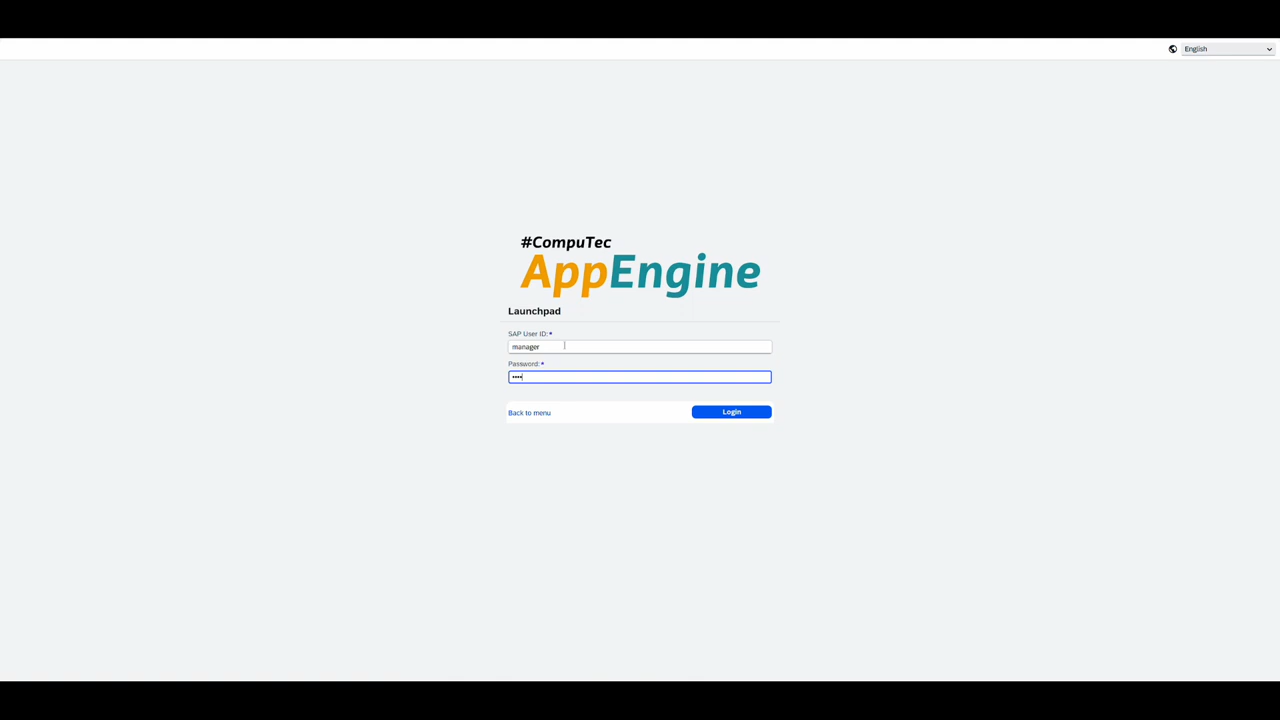 English
#CompuTec
AppEngine
Launchpad
SAP User ID: *
manager
Password: *
••••
Back to menu
Login